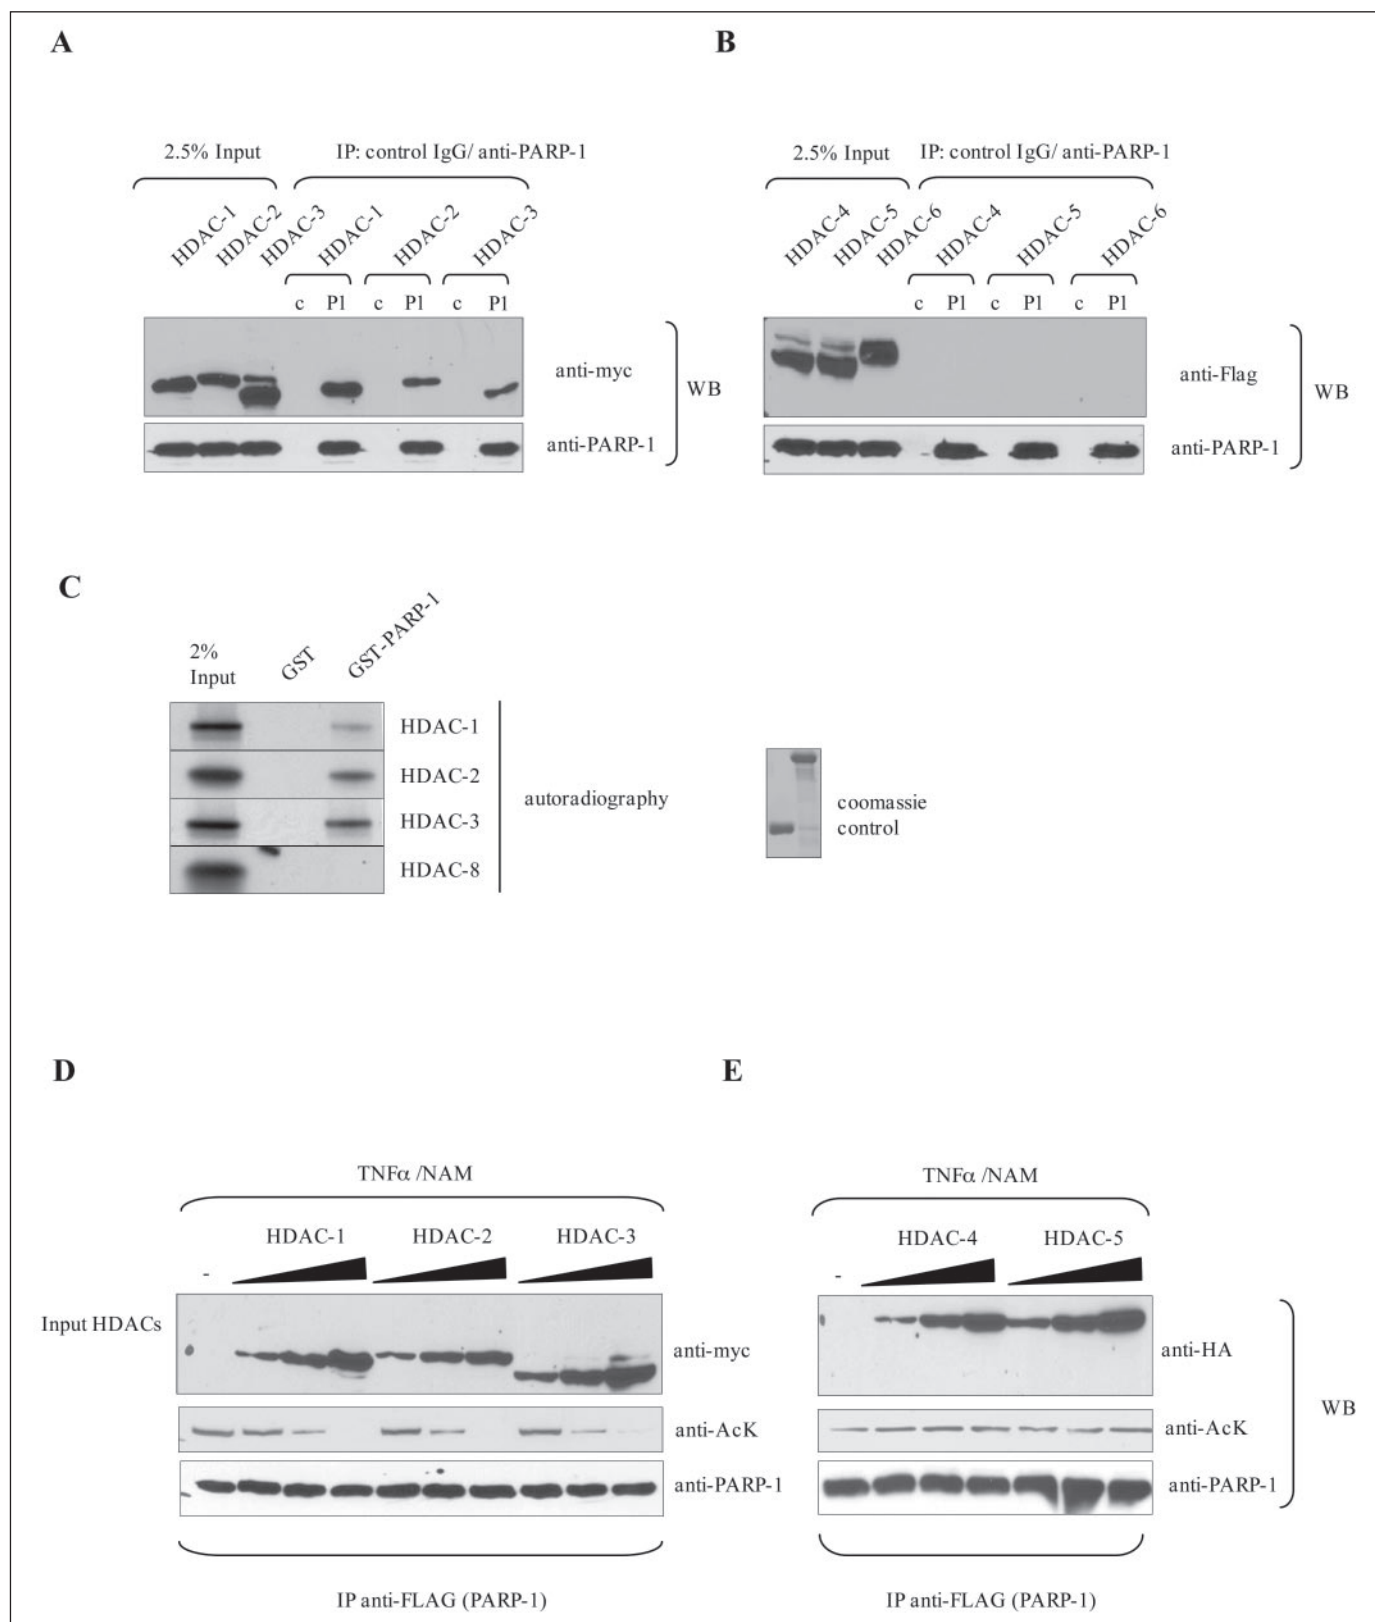 A
2.5% Input
IP: control IgG/ anti-PARP-1
HDAC-1
HDAC-2
HDAC-3
HDAC-1
HDAC-2
HDAC-3
c P1 c P1 c P1
anti-myc
anti-PARP-1
WB
B
2.5% Input
IP: control IgG/ anti-PARP-1
HDAC-4
HDAC-5
HDAC-6
HDAC-4
HDAC-5
HDAC-6
c P1 c P1 c P1
anti-Flag
anti-PARP-1
WB
C
2%
Input
GST
GST-PARP-1
HDAC-1
HDAC-2
HDAC-3
HDAC-8
autoradiography
coomassie
control
D
TNFα /NAM
- HDAC-1 HDAC-2 HDAC-3
Input HDACs
anti-myc
anti-AcK
anti-PARP-1
IP anti-FLAG (PARP-1)
E
TNFα /NAM
- HDAC-4 HDAC-5
anti-HA
anti-AcK
anti-PARP-1
WB
IP anti-FLAG (PARP-1)